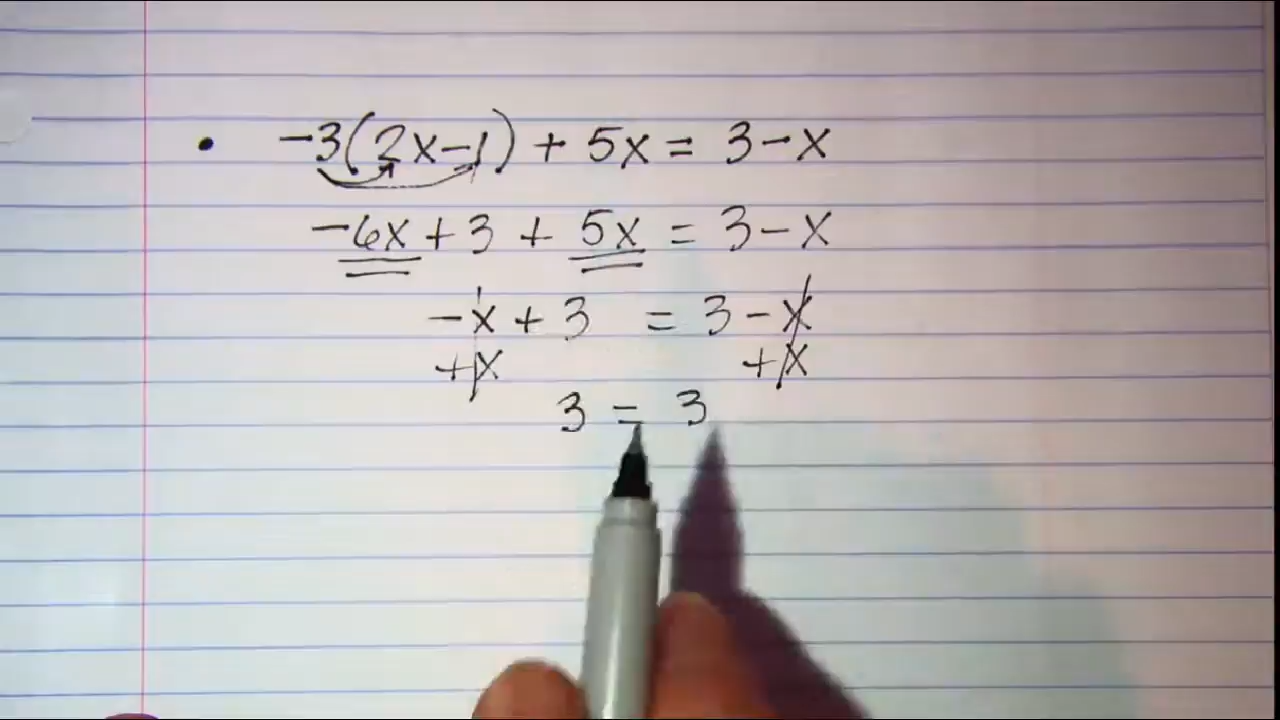 • -3(2x-1) + 5x = 3-x
-6x + 3 + 5x = 3-x
-x + 3 = 3-x
+x +x
3 = 3